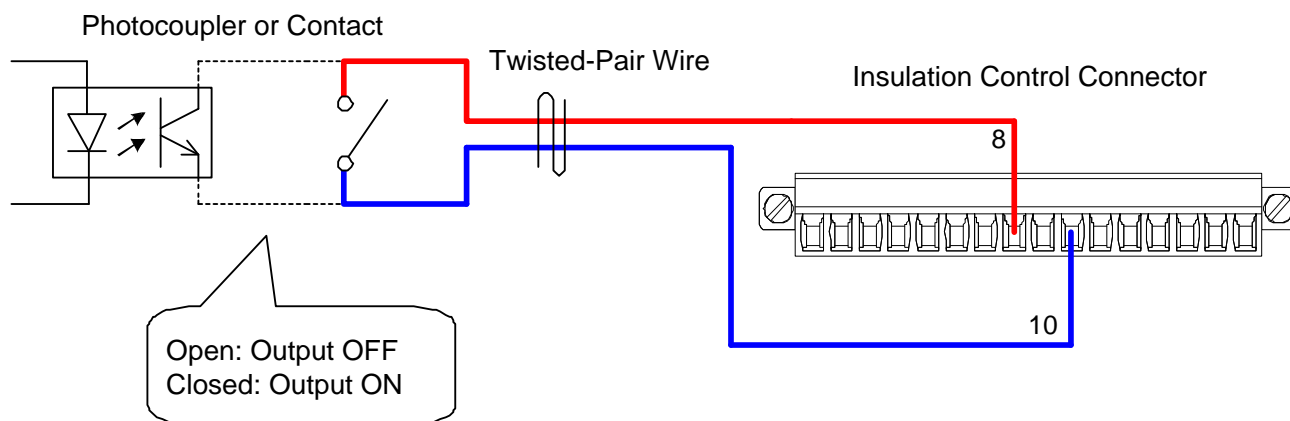 Photocoupler or Contact
Twisted-Pair Wire
Insulation Control Connector
8
10
Open: Output OFF
Closed: Output ON